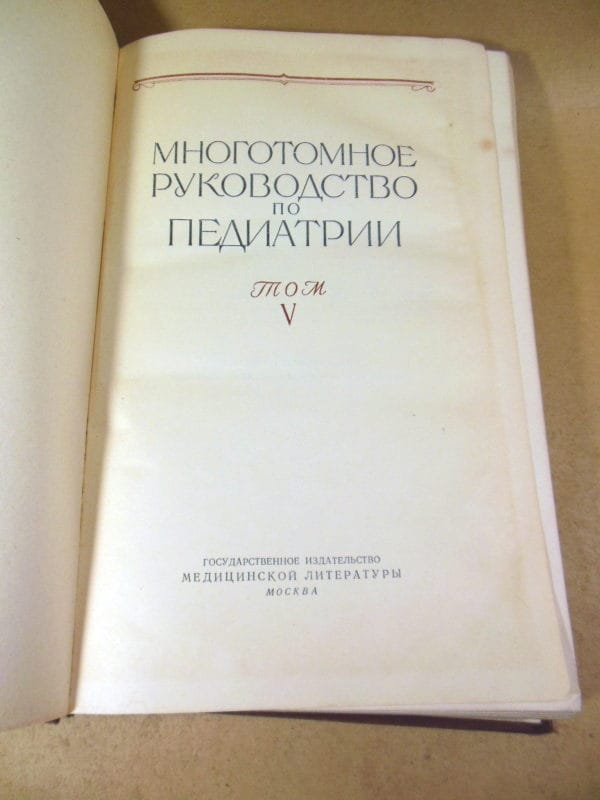 МНОГОТОМНОЕ
РУКОВОДСТВО
ПО
ПЕДИАТРИИ
ТОМ
V
ГОСУДАРСТВЕННОЕ ИЗДАТЕЛЬСТВО
МЕДИЦИНСКОЙ ЛИТЕРАТУРЫ
МОСКВА